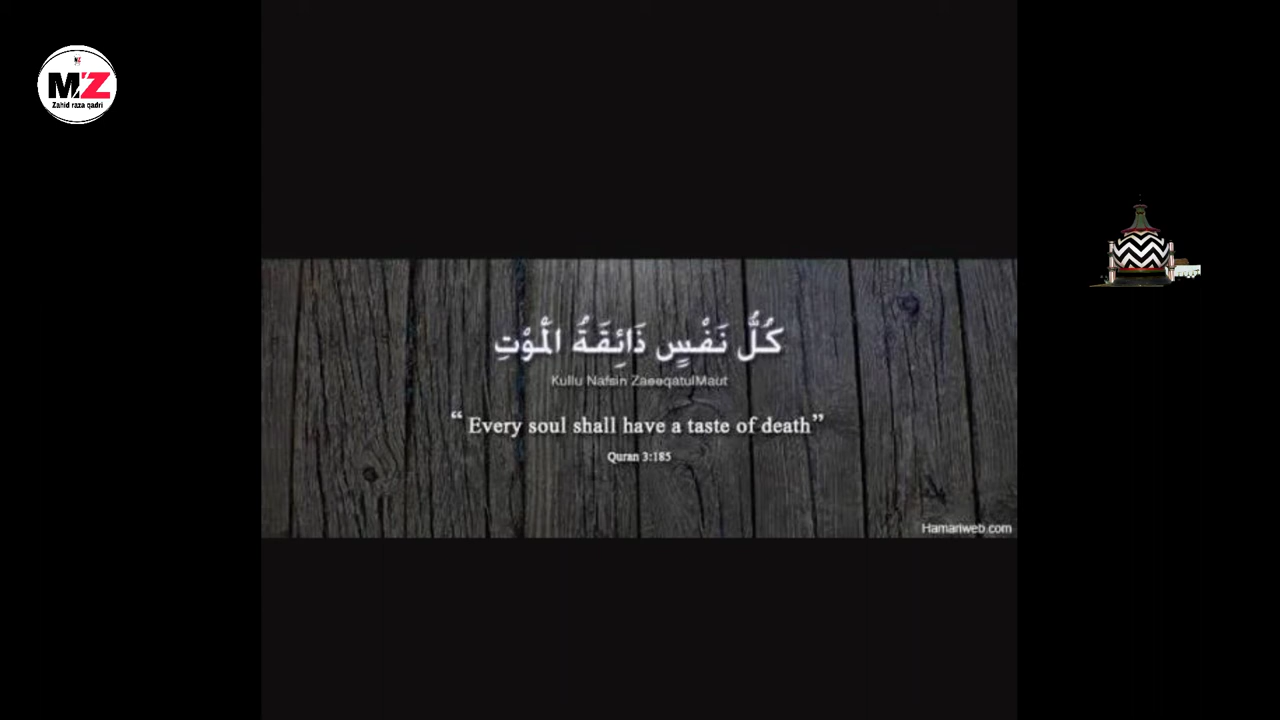 MZ
Zahid raza qadri
كُلُّ نَفْسٍ ذَائِقَةُ الْمَوْتِ
Kullu Nafsin ZaeeqatulMaut
“ Every soul shall have a taste of death”
Quran 3:185
Hamariweb.com